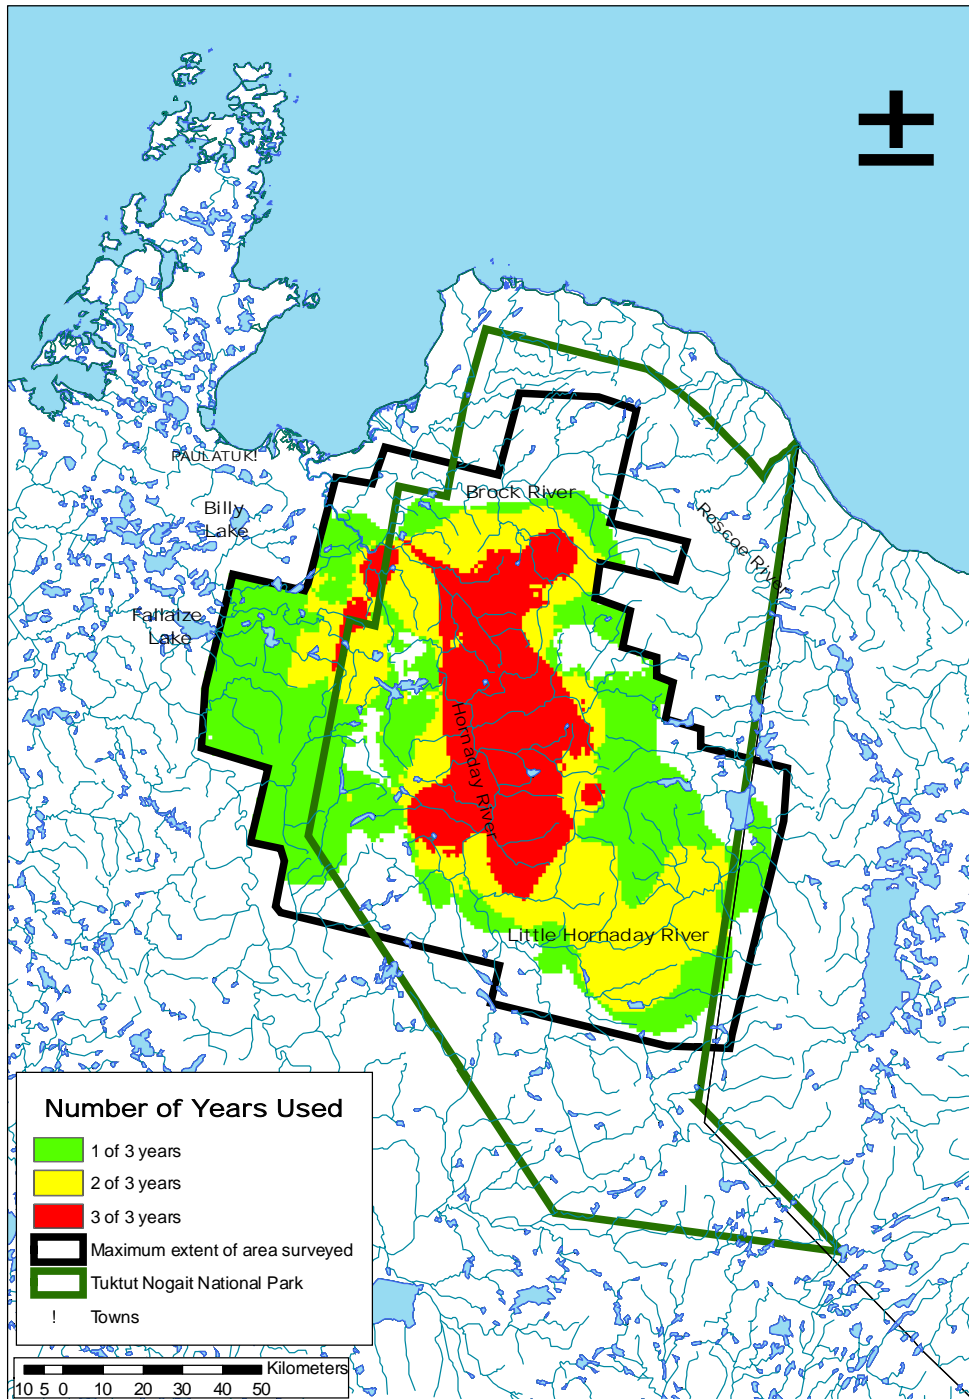 ±
PAULATUK!
Billy
Lake
Brock River
Roscoe River
Fallaize
Lake
Hornaday River
Little Hornaday River
Number of Years Used
1 of 3 years
2 of 3 years
3 of 3 years
Maximum extent of area surveyed
Tuktut Nogait National Park
! Towns
Kilometers
10 5 0 10 20 30 40 50